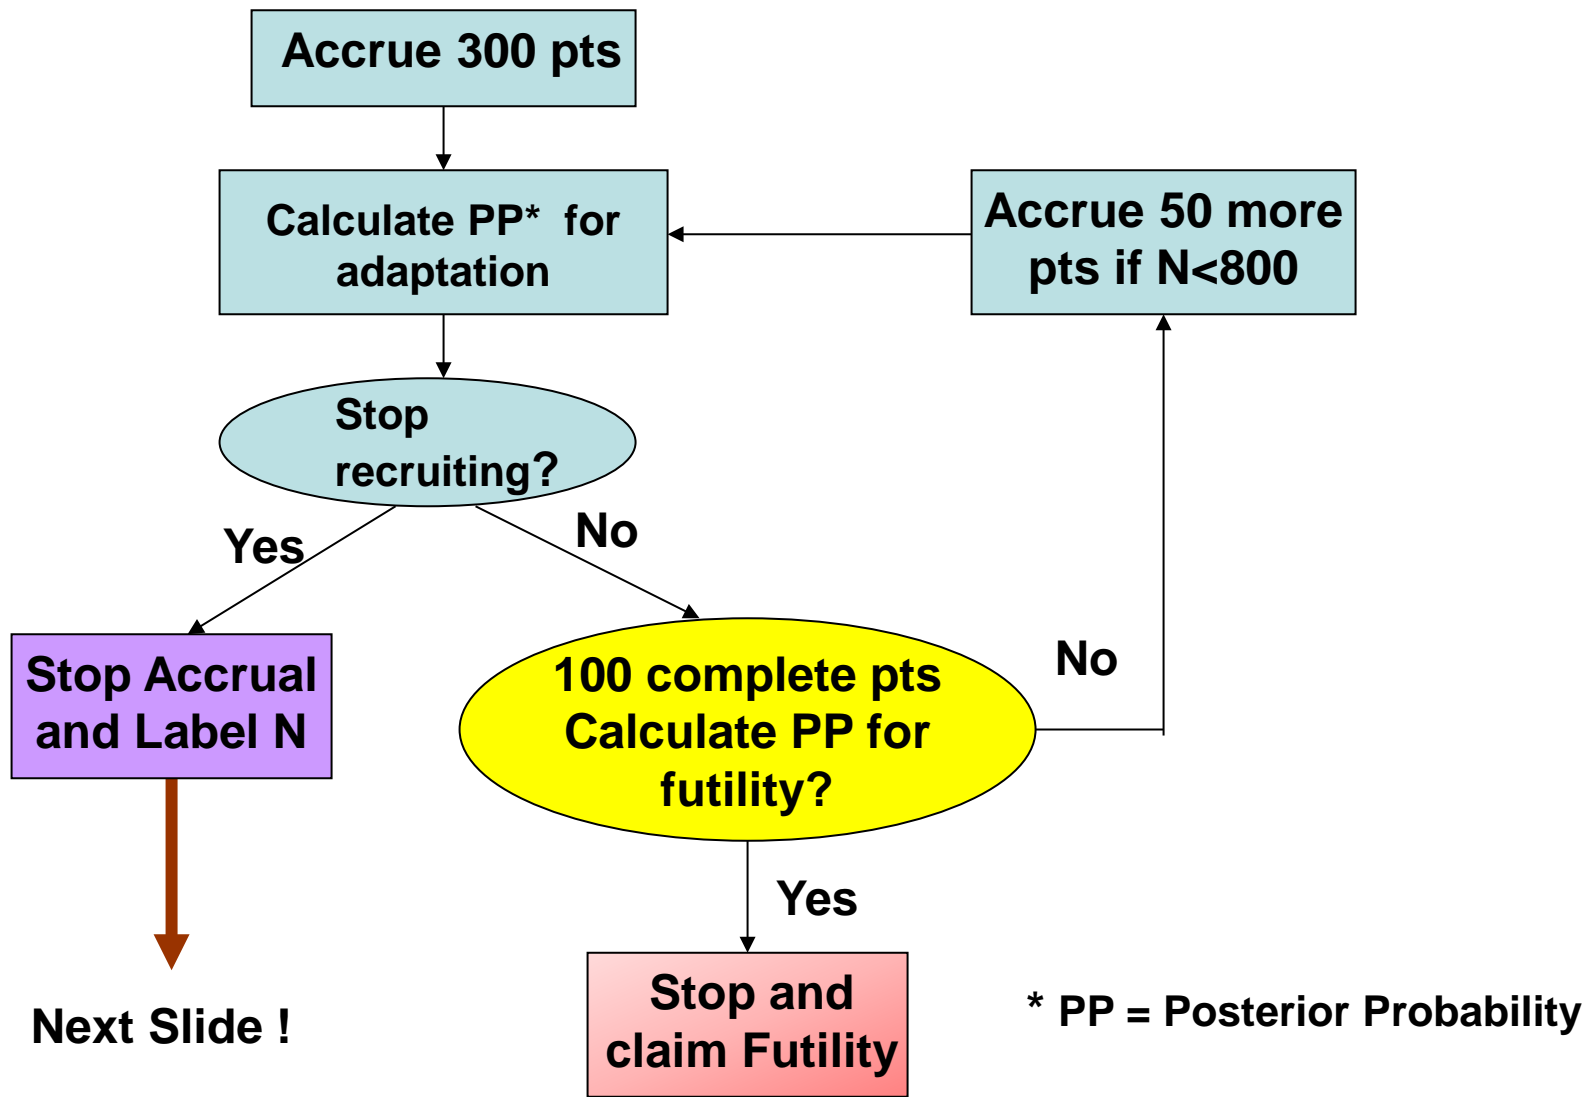 Accrue 300 pts
Calculate PP* for
adaptation
Accrue 50 more
pts if N<800
Stop
recruiting?
Yes
No
Stop Accrual
and Label N
100 complete pts
Calculate PP for
futility?
No
Yes
Next Slide !
Stop and
claim Futility
* PP = Posterior Probability